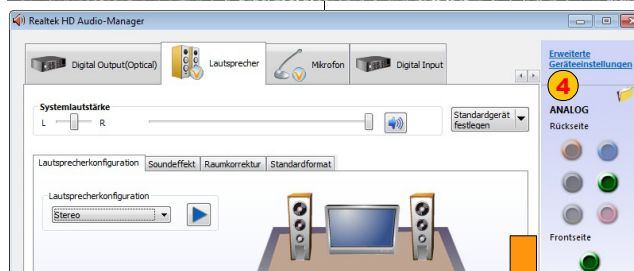 Realtek HD Audio-Manager
Digital Output(Optical)
Lautsprecher
Mikrofon
Digital Input
Erweiterte
Geräteeinstellungen
4
Systemlautstärke
L
R
Standardgerät
festlegen
ANALOG
Rückseite
Lautsprecherkonfiguration
Soundeffekt
Raumkorrektur
Standardformat
Lautsprecherkonfiguration
Stereo
Frontseite